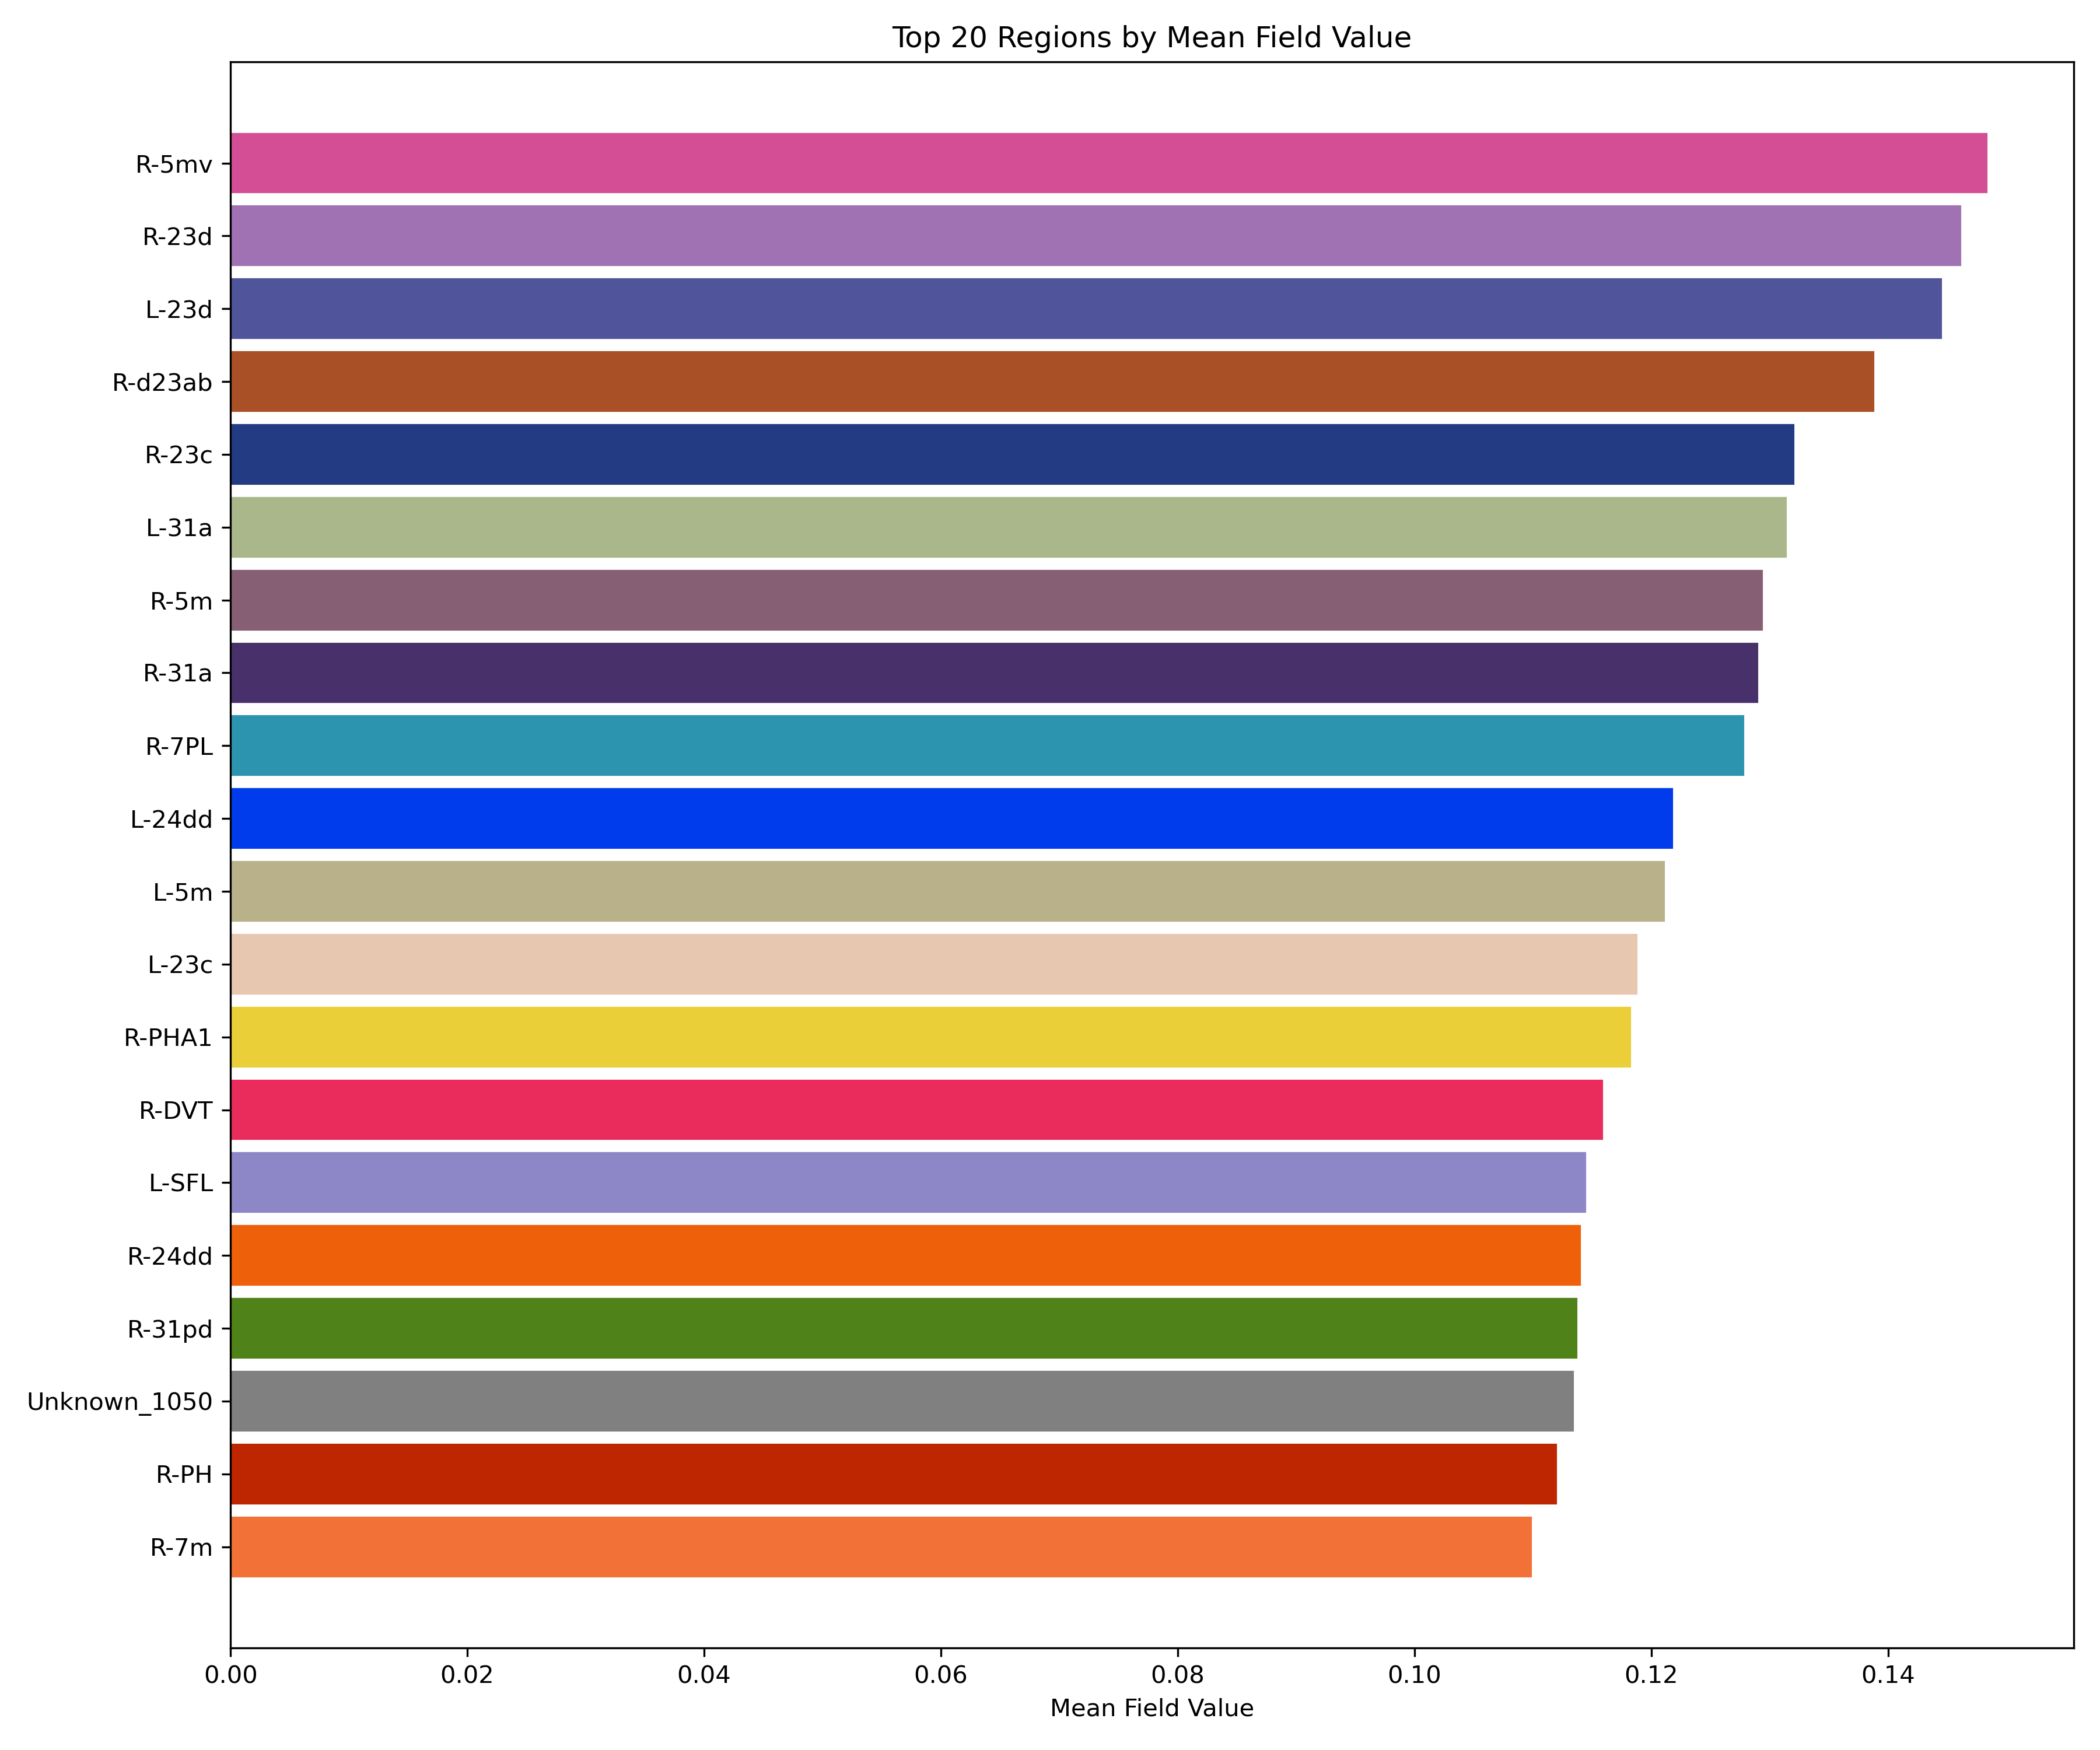 Top 20 Regions by Mean Field Value
R-5mv
R-23d
L-23d
R-d23ab
R-23c
L-31a
R-5m
R-31a
R-7PL
L-24dd
L-5m
L-23c
R-PHA1
R-DVT
L-SFL
R-24dd
R-31pd
Unknown_1050
R-PH
R-7m
0.00 0.02 0.04 0.06 0.08 0.10 0.12 0.14
Mean Field Value